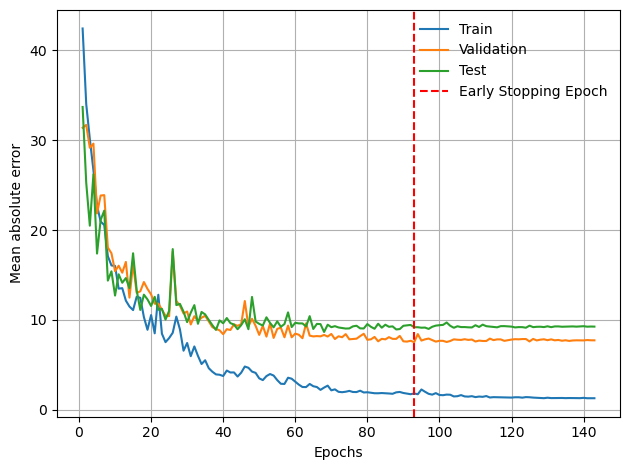 Train
Validation
Test
Early Stopping Epoch
Mean absolute error
40
30
20
10
0
0 20 40 60 80 100 120 140
Epochs